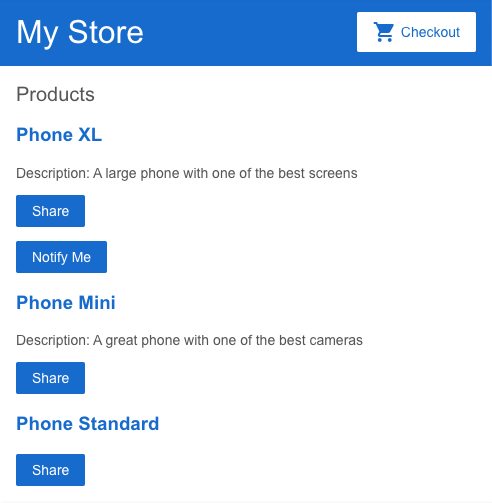 My Store
Checkout
Products
Phone XL
Description: A large phone with one of the best screens
Share
Notify Me
Phone Mini
Description: A great phone with one of the best cameras
Share
Phone Standard
Share